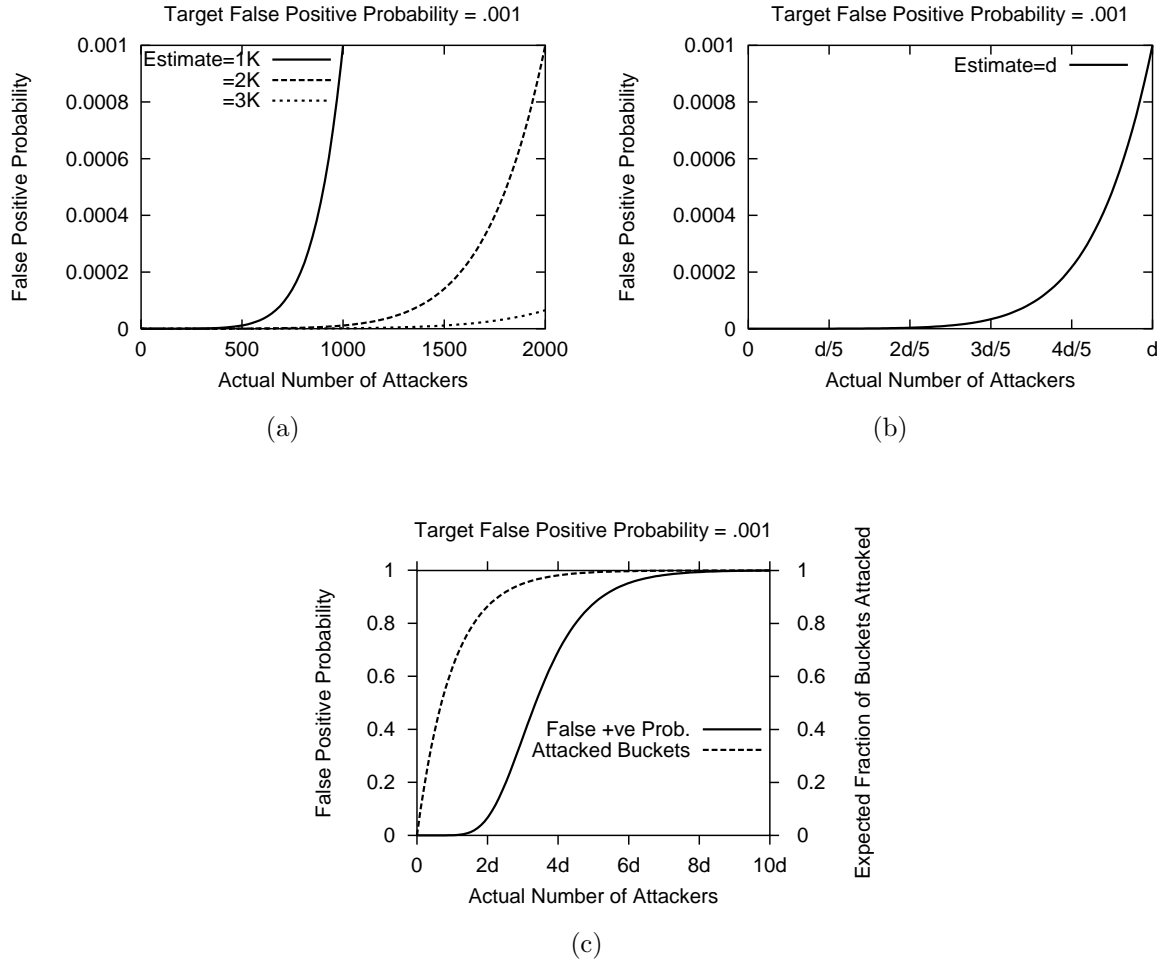 Target False Positive Probability = .001
False Positive Probability
0.001
0.0008
0.0006
0.0004
0.0002
0
Estimate=1K
=2K
=3K
0 500 1000 1500 2000
Actual Number of Attackers
(a)
Target False Positive Probability = .001
False Positive Probability
0.001
0.0008
0.0006
0.0004
0.0002
0
Estimate=d
0 d/5 2d/5 3d/5 4d/5 d
Actual Number of Attackers
(b)
Target False Positive Probability = .001
False Positive Probability
1
0.8
0.6
0.4
0.2
0
False +ve Prob.
Attacked Buckets
1
0.8
0.6
0.4
0.2
0
Expected Fraction of Buckets Attacked
0 2d 4d 6d 8d 10d
Actual Number of Attackers
(c)